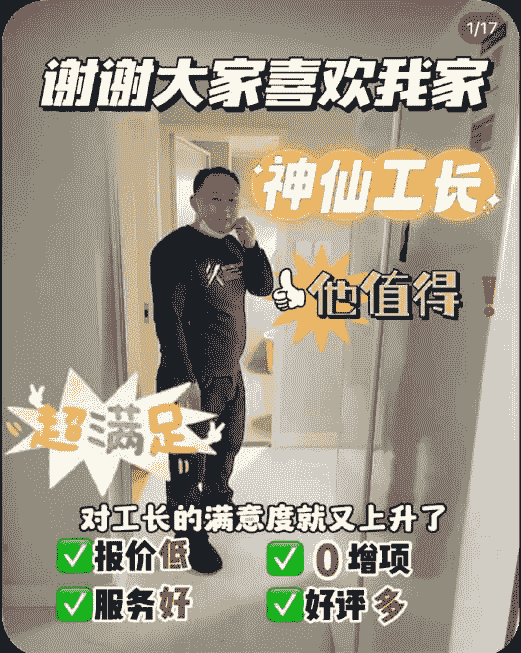 1/17
谢谢大家喜欢我家
神仙工长
👍他值得！
超满足
对工长的满意度就又上升了
✅报价低 ✅0增项
✅服务好 ✅好评多